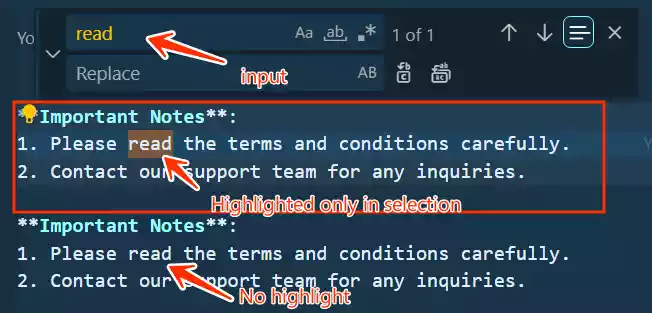 Yo
read Aa ab .* 1 of 1
input
Replace AB
**Important Notes**:
1. Please read the terms and conditions carefully.
2. Contact our support team for any inquiries.
Highlighted only in selection
**Important Notes**:
1. Please read the terms and conditions carefully.
2. Contact our support team for any inquiries.
No highlight